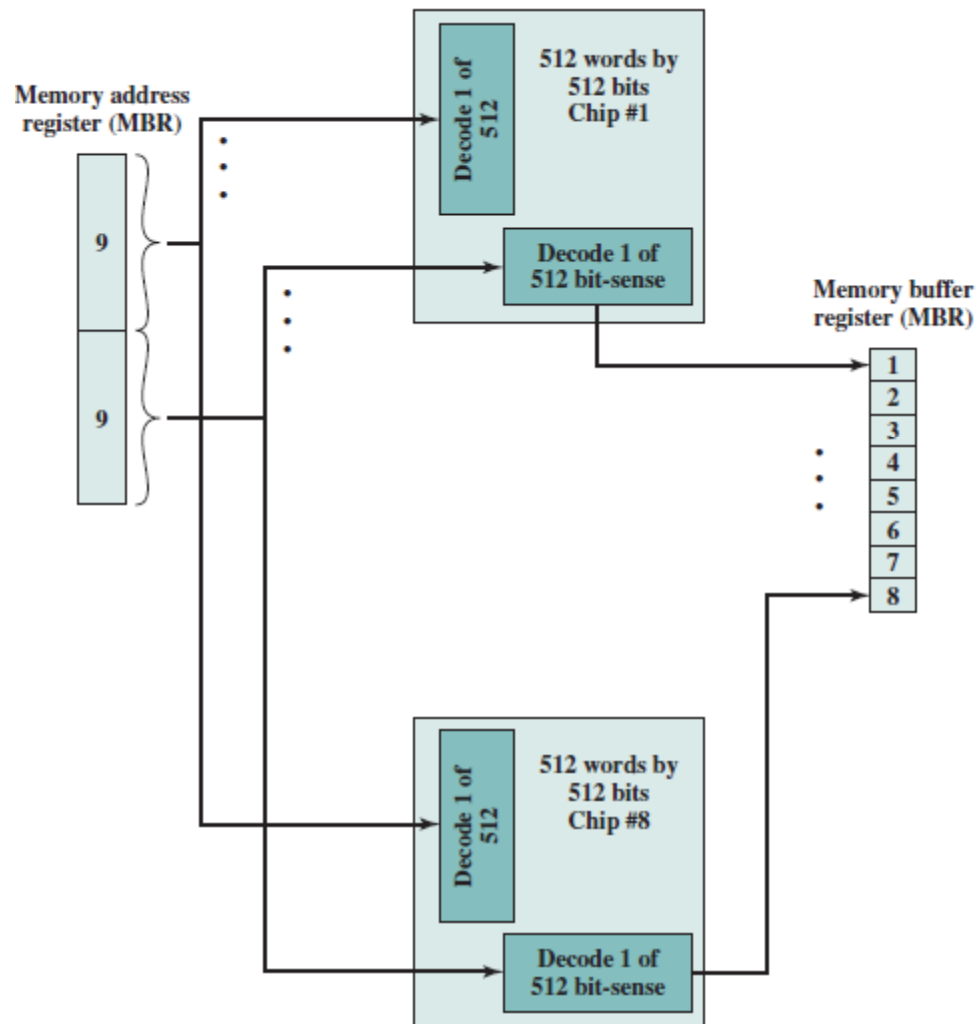 Memory address
register (MBR)
9
9
Decode 1 of
512
512 words by
512 bits
Chip #1
Decode 1 of
512 bit-sense
Memory buffer
register (MBR)
1
2
3
4
5
6
7
8
Decode 1 of
512
512 words by
512 bits
Chip #8
Decode 1 of
512 bit-sense